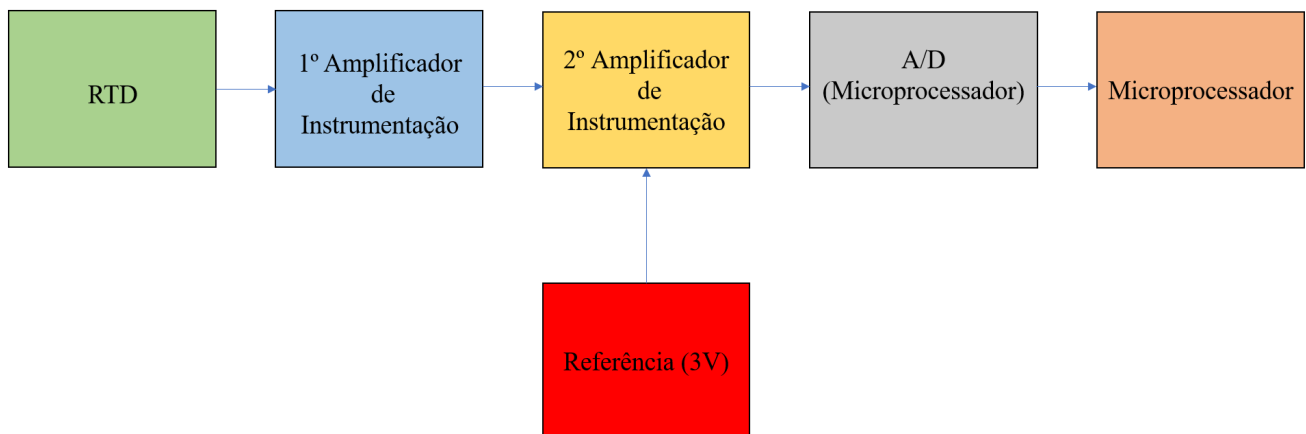 RTD
1º Amplificador
de
Instrumentação
2º Amplificador
de
Instrumentação
A/D
(Microprocessador)
Microprocessador
Referência (3V)